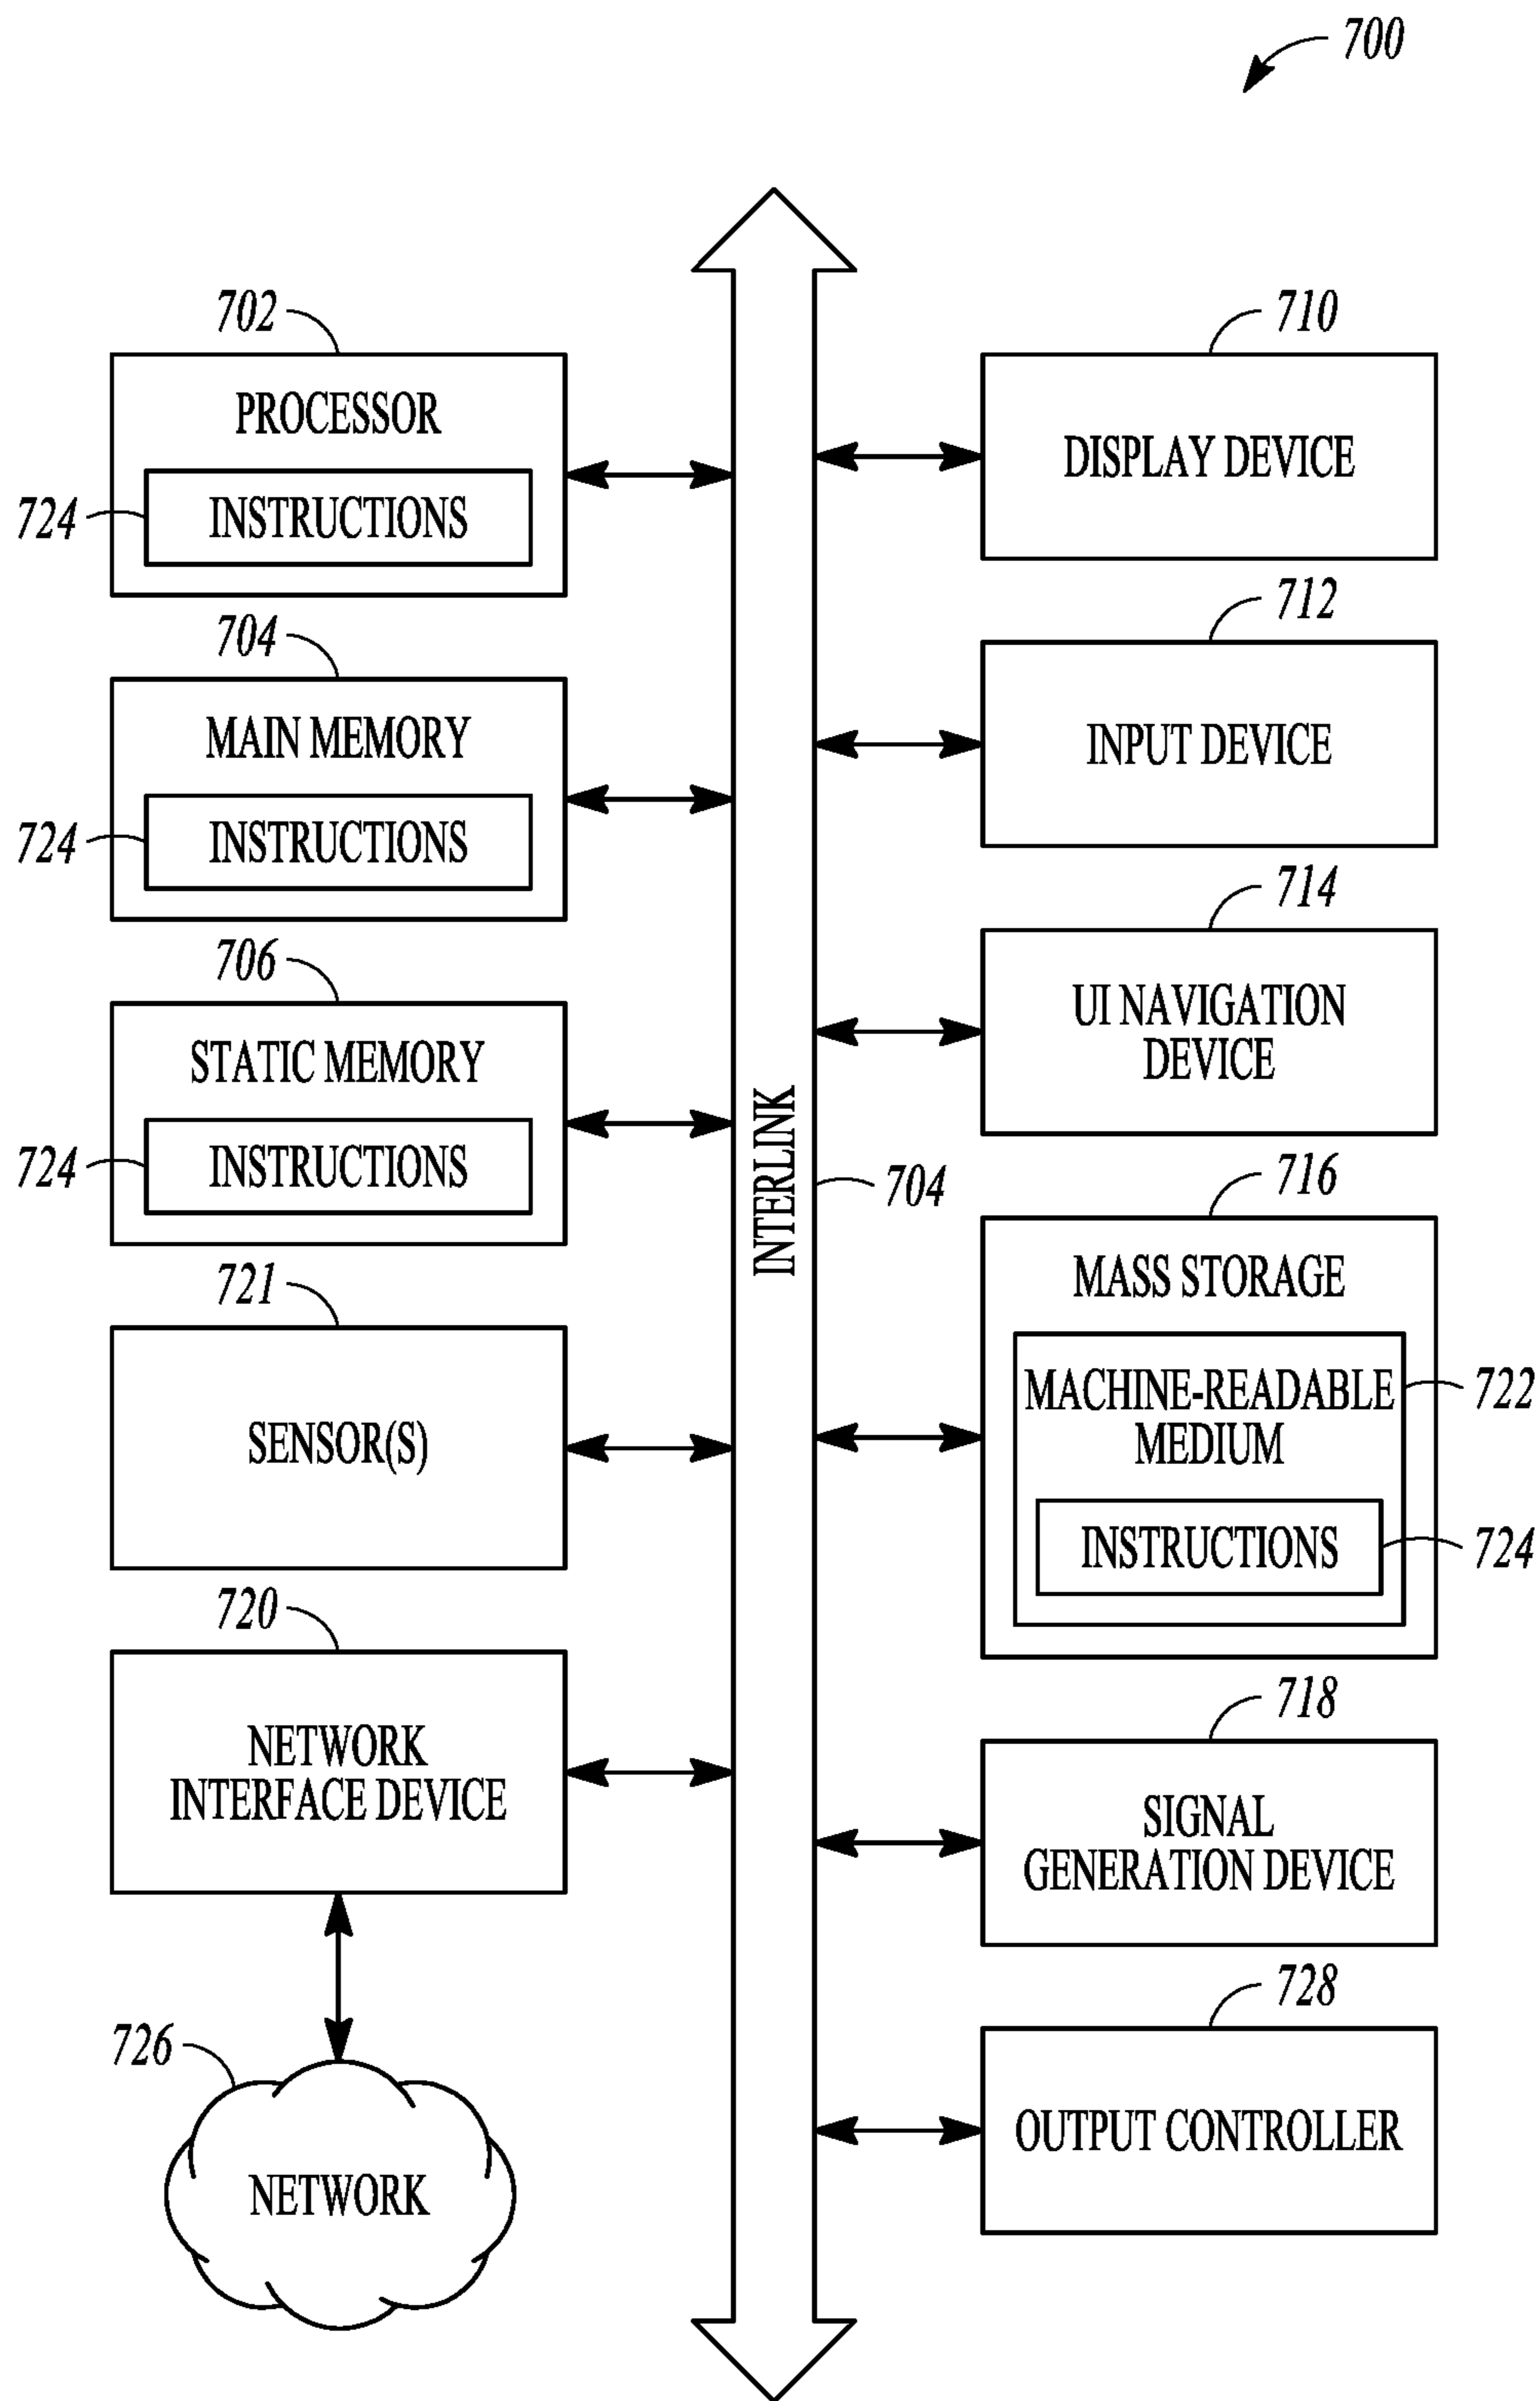 700
702
PROCESSOR
724
INSTRUCTIONS
704
MAIN MEMORY
724
INSTRUCTIONS
706
STATIC MEMORY
724
INSTRUCTIONS
721
SENSOR(S)
720
NETWORK
INTERFACE DEVICE
726
NETWORK
INTERLINK
704
710
DISPLAY DEVICE
712
INPUT DEVICE
714
UI NAVIGATION
DEVICE
716
MASS STORAGE
MACHINE-READABLE
MEDIUM
722
INSTRUCTIONS
724
718
SIGNAL
GENERATION DEVICE
728
OUTPUT CONTROLLER